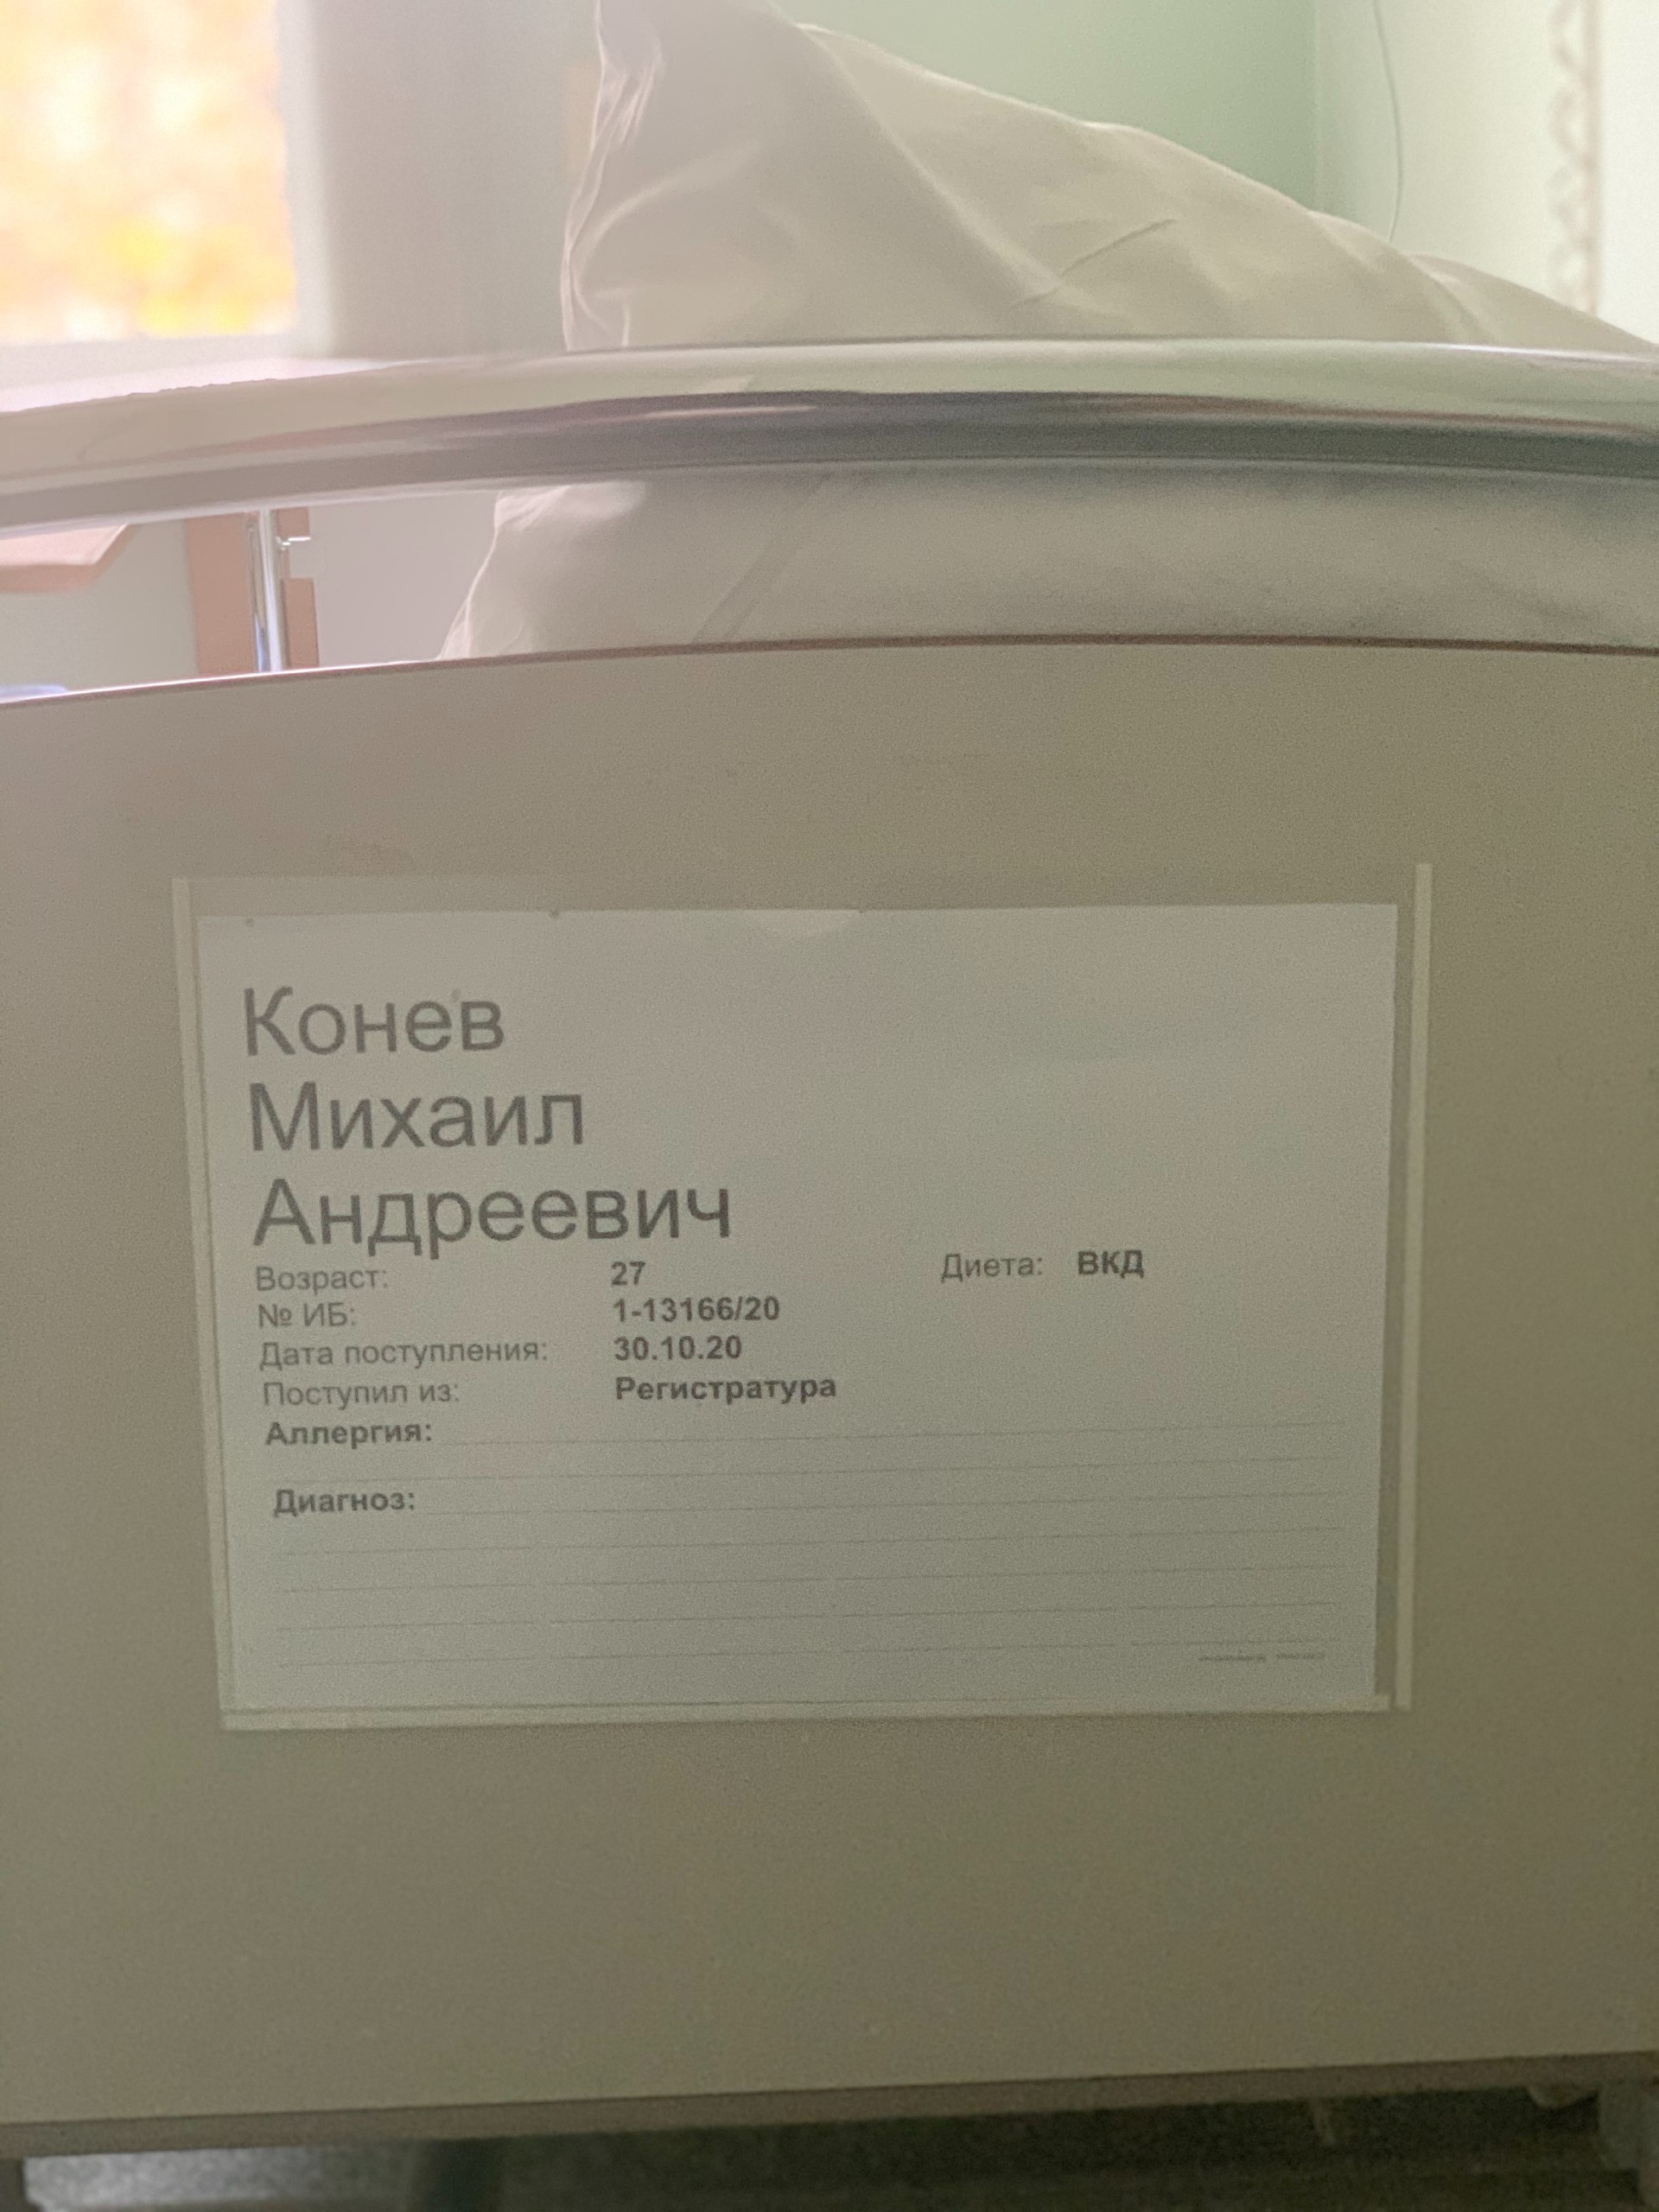 Конев
Михаил
Андреевич
Возраст: 27 Диета: ВКД
№ ИБ: 1-13166/20
Дата поступления: 30.10.20
Поступил из: Регистратура
Аллергия:
Диагноз: